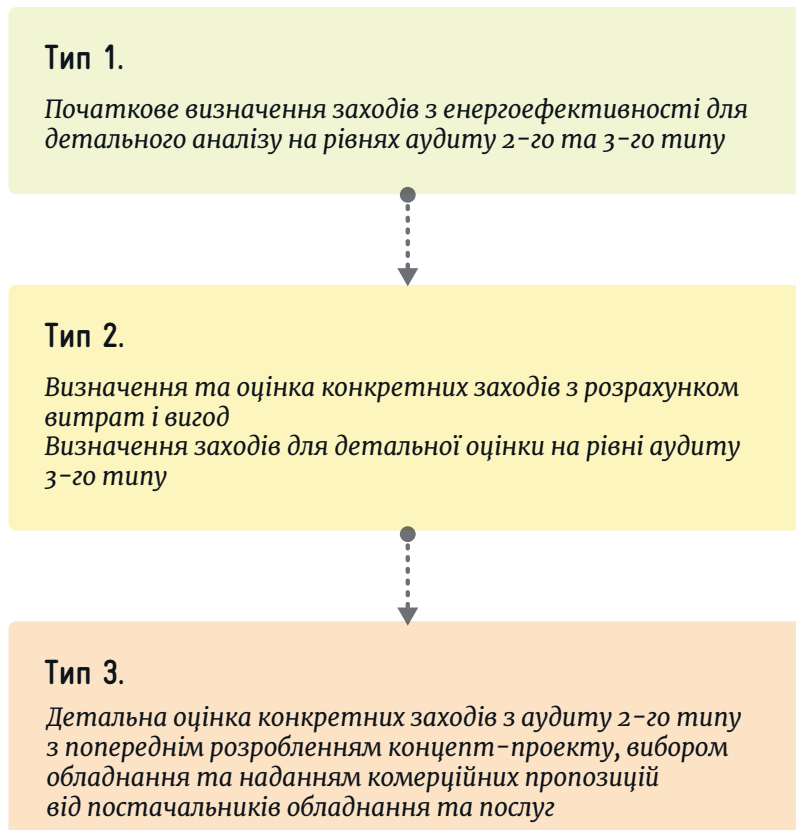 Тип 1.
Початкове визначення заходів з енергоефективності для
детального аналізу на рівнях аудиту 2-го та 3-го типу
Тип 2.
Визначення та оцінка конкретних заходів з розрахунком
витрат і вигод
Визначення заходів для детальної оцінки на рівні аудиту
3-го типу
Тип 3.
Детальна оцінка конкретних заходів з аудиту 2-го типу
з попереднім розробленням концепт-проекту, вибором
обладнання та наданням комерційних пропозицій
від постачальників обладнання та послуг